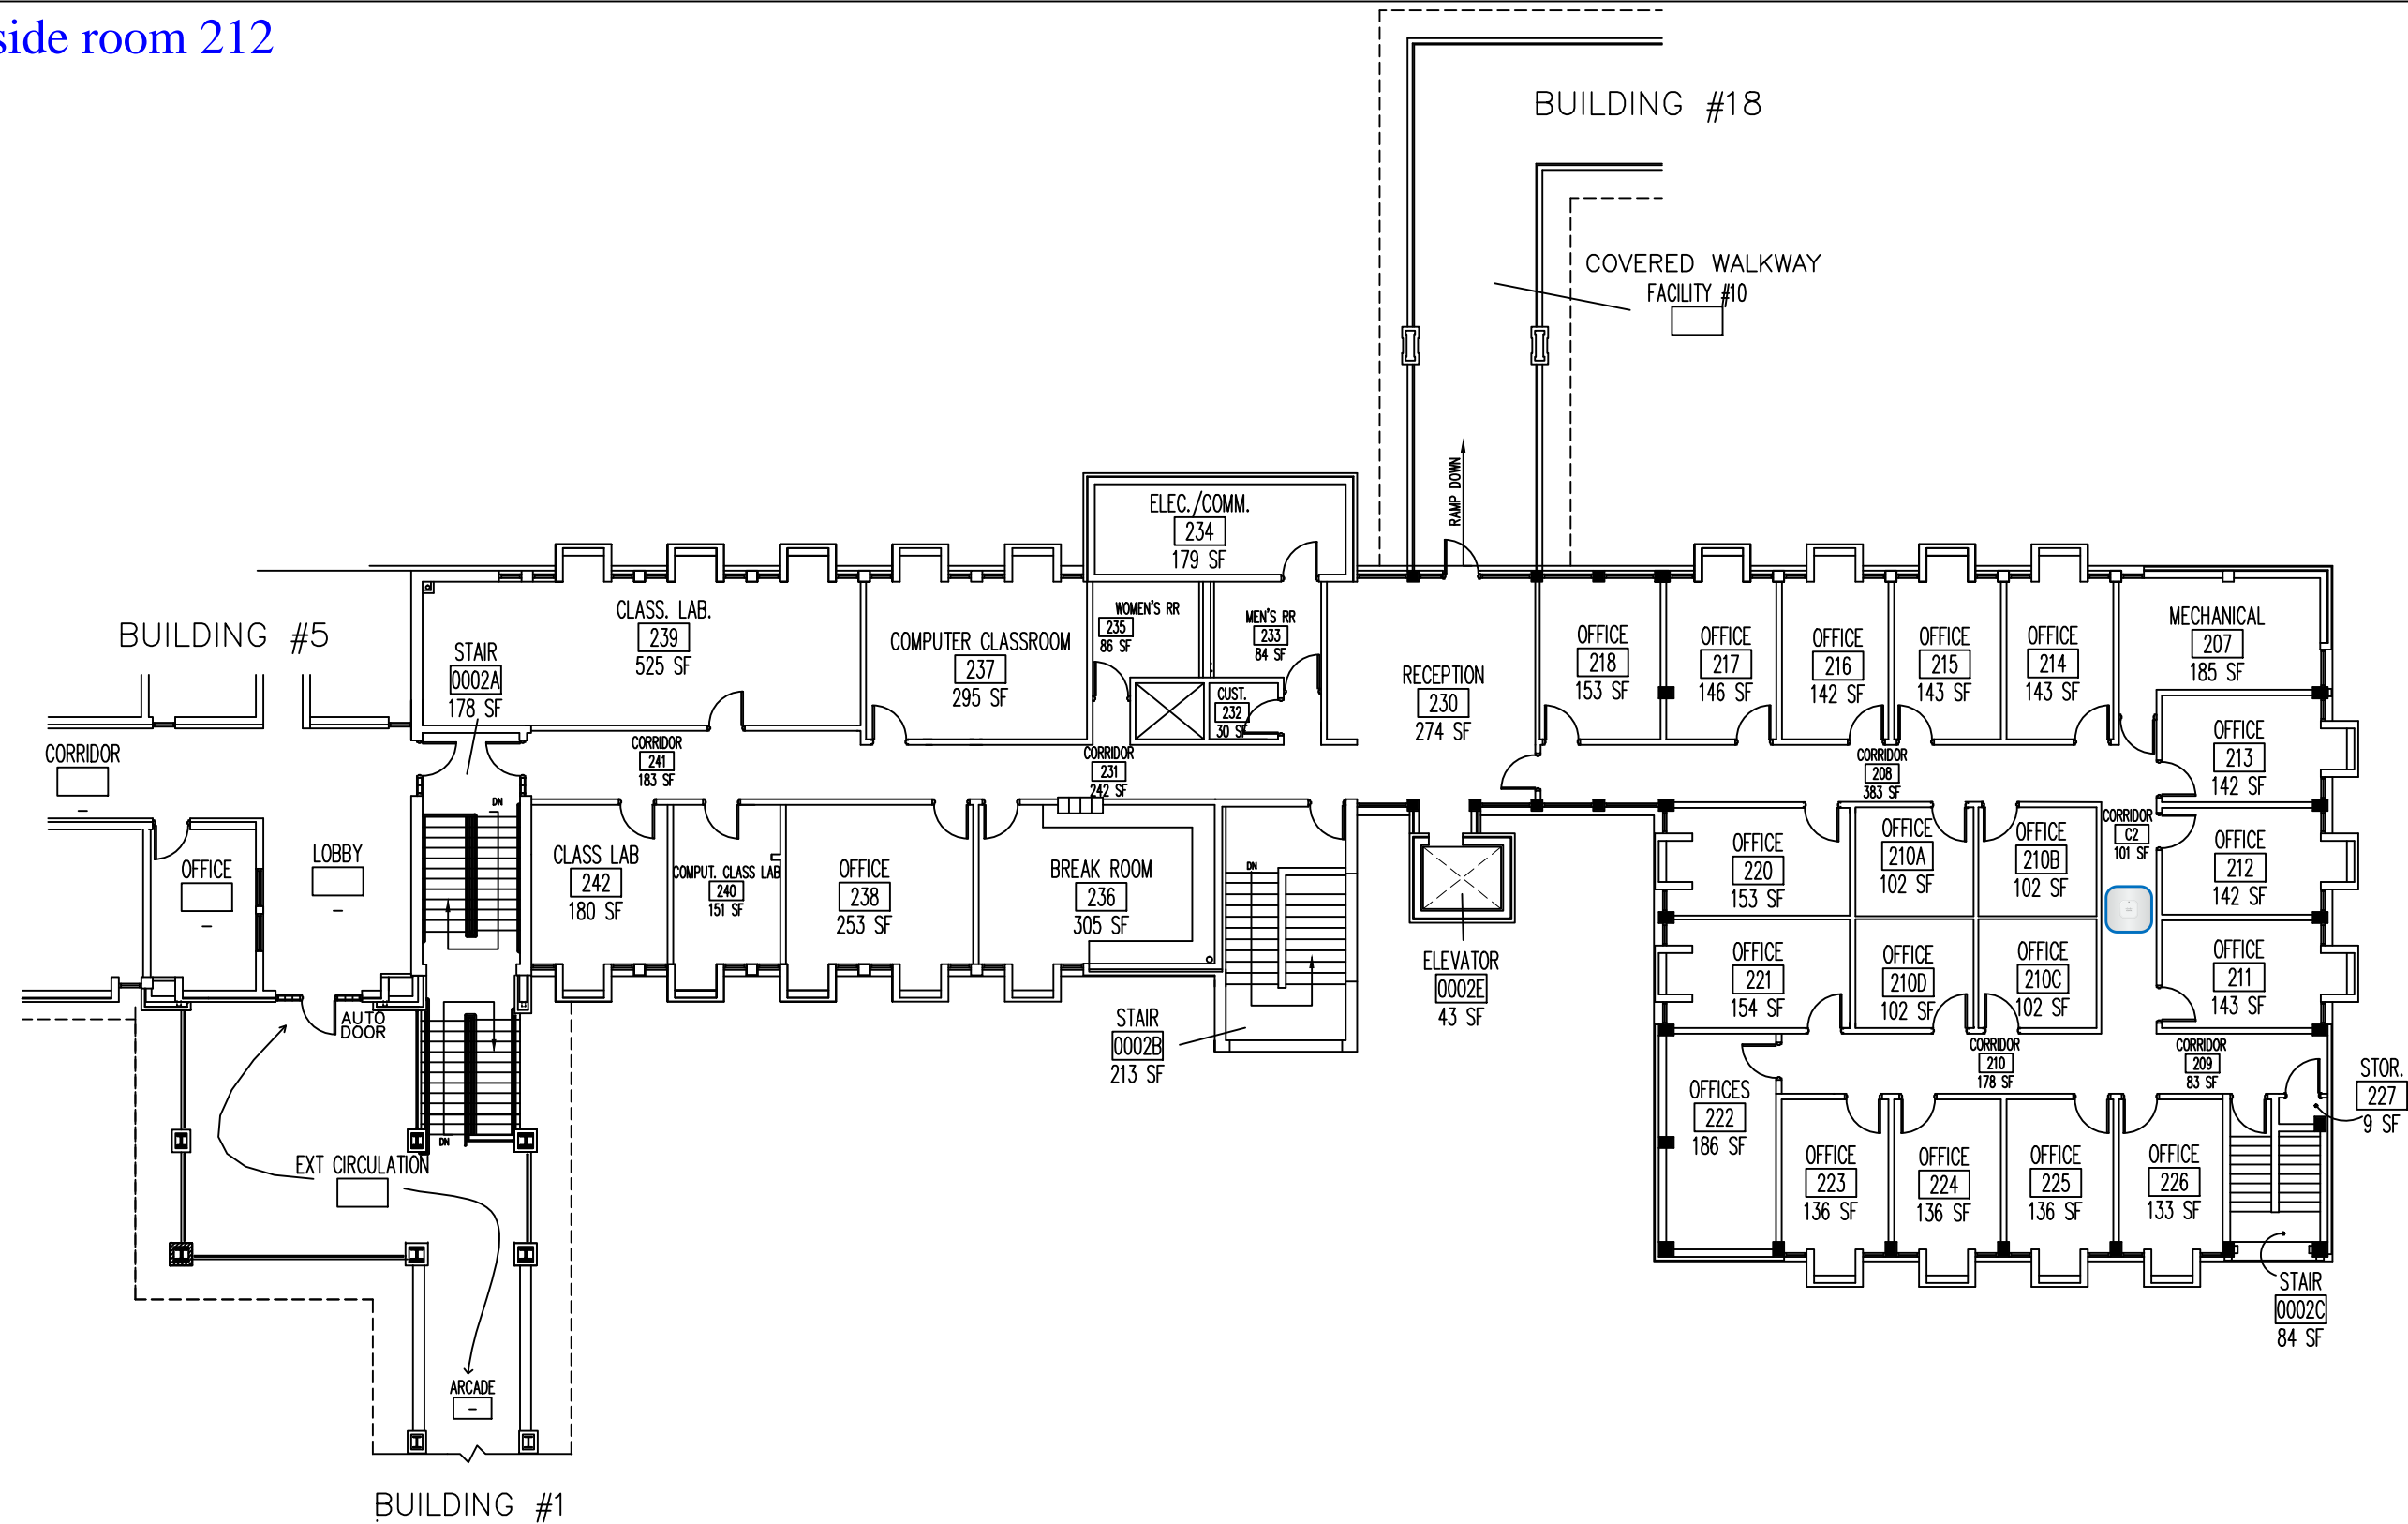 side room 212
BUILDING #18
COVERED WALKWAY
FACILITY #10
RAMP DOWN
ELEC./COMM.
234
179 SF
BUILDING #5
STAIR
0002A
178 SF
CLASS. LAB.
239
525 SF
COMPUTER CLASSROOM
237
295 SF
WOMEN'S RR
235
86 SF
MEN'S RR
233
84 SF
CUST.
232
30 SF
RECEPTION
230
274 SF
OFFICE
218
153 SF
OFFICE
217
146 SF
OFFICE
216
142 SF
OFFICE
215
143 SF
OFFICE
214
143 SF
MECHANICAL
207
185 SF
OFFICE
213
142 SF
CORRIDOR
-
CORRIDOR
241
183 SF
CORRIDOR
231
242 SF
CORRIDOR
208
383 SF
CORRIDOR
C2
101 SF
OFFICE
-
LOBBY
-
DN
CLASS LAB
242
180 SF
COMPUT. CLASS LAB
240
151 SF
OFFICE
238
253 SF
BREAK ROOM
236
305 SF
DN
OFFICE
220
153 SF
OFFICE
210A
102 SF
OFFICE
210B
102 SF
OFFICE
212
142 SF
ELEVATOR
0002E
43 SF
OFFICE
221
154 SF
OFFICE
210D
102 SF
OFFICE
210C
102 SF
OFFICE
211
143 SF
AUTO
DOOR
STAIR
0002B
213 SF
CORRIDOR
210
178 SF
CORRIDOR
209
83 SF
STOR.
227
9 SF
DN
OFFICES
222
186 SF
OFFICE
223
136 SF
OFFICE
224
136 SF
OFFICE
225
136 SF
OFFICE
226
133 SF
EXT CIRCULATION
STAIR
0002C
84 SF
ARCADE
-
BUILDING #1